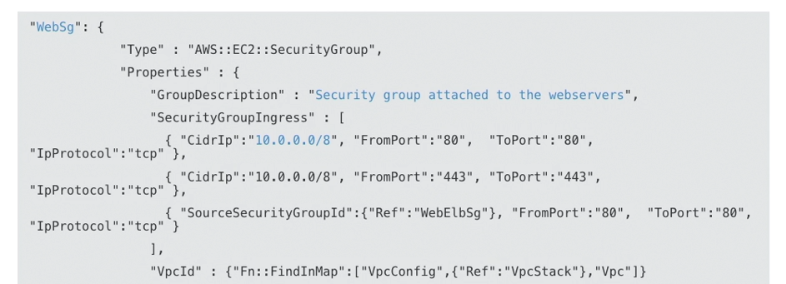 "WebSg": {
"Type" : "AWS::EC2::SecurityGroup",
"Properties" : {
"GroupDescription" : "Security group attached to the webservers",
"SecurityGroupIngress" : [
{ "CidrIp":"10.0.0.0/8", "FromPort":"80",  "ToPort":"80",
"IpProtocol":"tcp" },
{ "CidrIp":"10.0.0.0/8", "FromPort":"443", "ToPort":"443",
"IpProtocol":"tcp" },
{ "SourceSecurityGroupId":{"Ref":"WebElbSg"}, "FromPort":"80",  "ToPort":"80",
"IpProtocol":"tcp" }
],
"VpcId" : {"Fn::FindInMap":["VpcConfig",{"Ref":"VpcStack"},"Vpc"]}